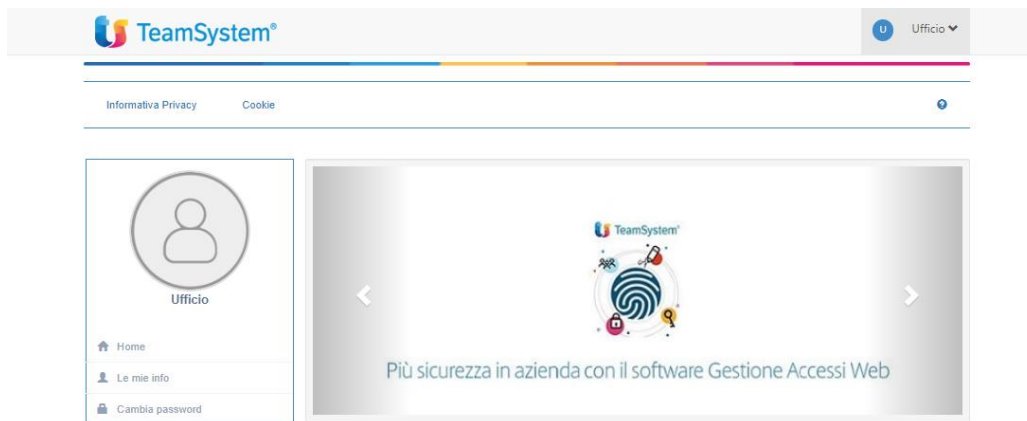 TeamSystem®
U Ufficio
Informativa Privacy Cookie
Ufficio
Home
Le mie info
Cambia password
TeamSystem®
Più sicurezza in azienda con il software Gestione Accessi Web